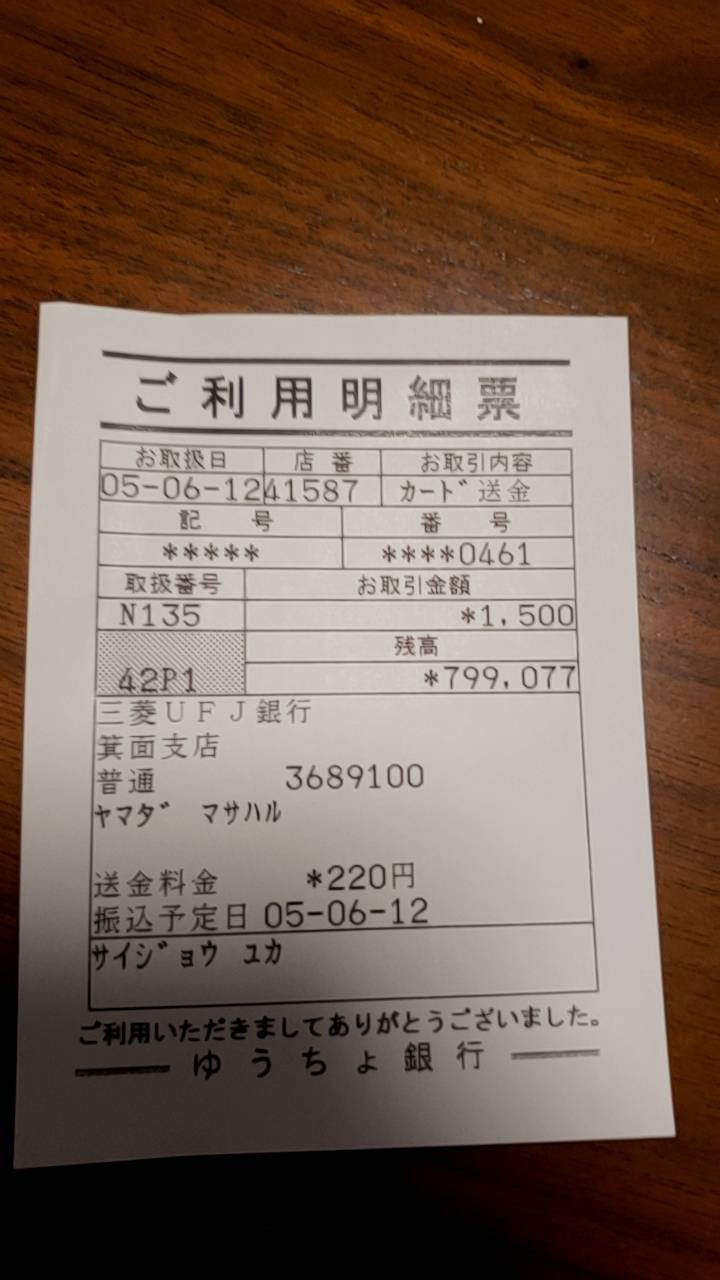 ご利用明細票
お取扱日 店番 お取引内容
05-06-12 41587 カード送金
記号 番号
***** ****0461
取扱番号 お取引金額
N135 *1,500
残高
42P1 *799,077
三菱UFJ銀行
箕面支店
普通 3689100
ヤマダ マサハル
送金料金 *220円
振込予定日 05-06-12
サイジョウ ユカ
ご利用いただきましてありがとうございました。
ゆうちょ銀行